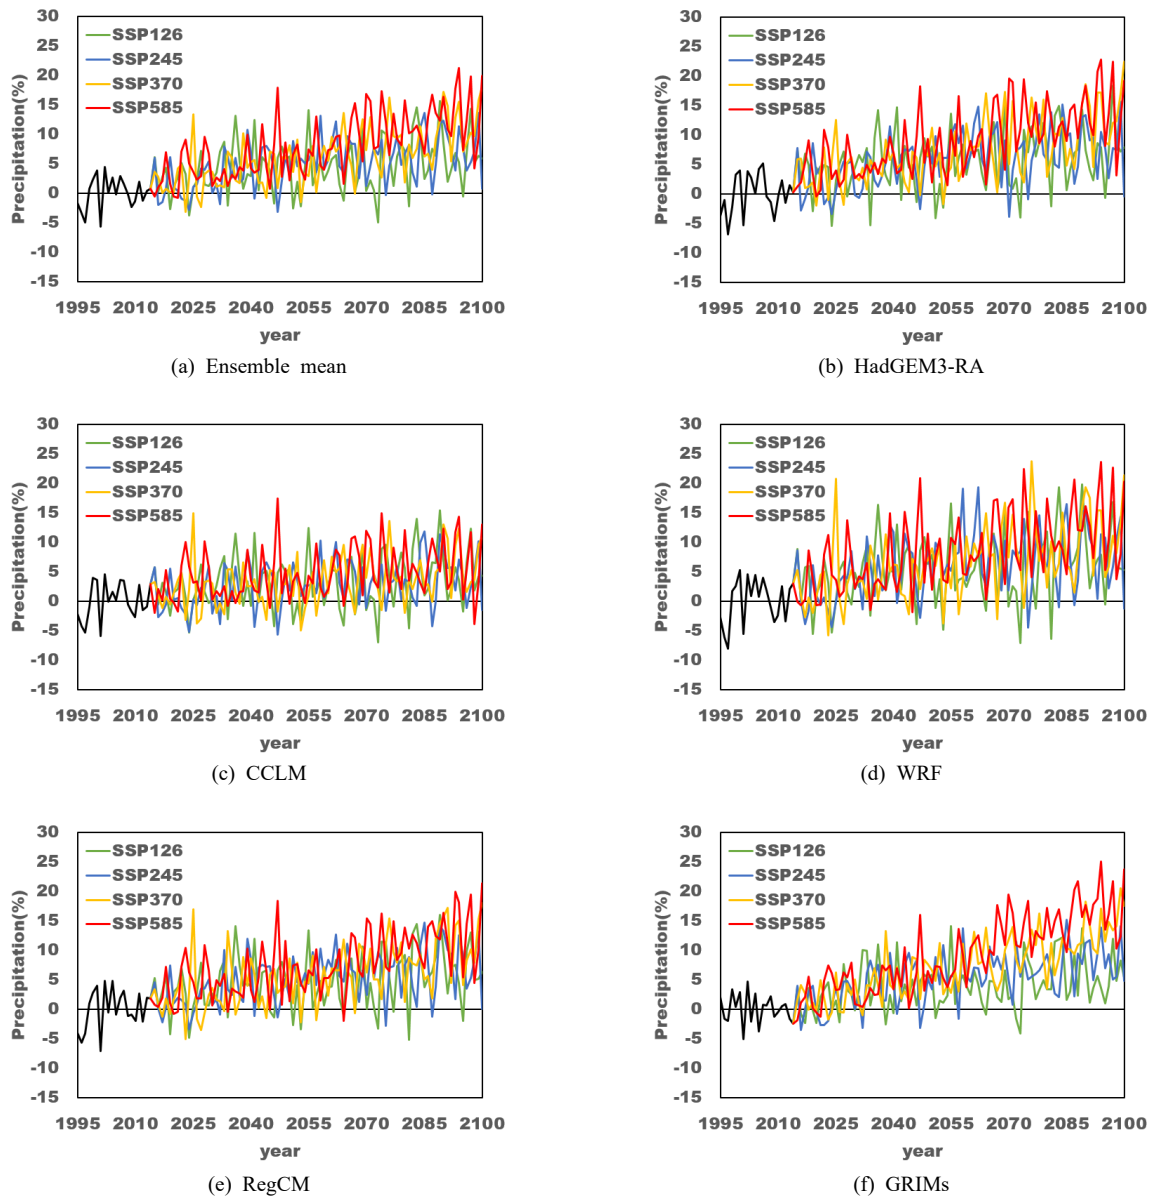 30
25
20
15
10
5
0
-5
-10
-15
Precipitation(%)
SSP126
SSP245
SSP370
SSP585
1995 2010 2025 2040 2055 2070 2085 2100
year
(a) Ensemble mean
30
25
20
15
10
5
0
-5
-10
-15
Precipitation(%)
SSP126
SSP245
SSP370
SSP585
1995 2010 2025 2040 2055 2070 2085 2100
year
(b) HadGEM3-RA
30
25
20
15
10
5
0
-5
-10
-15
Precipitation(%)
SSP126
SSP245
SSP370
SSP585
1995 2010 2025 2040 2055 2070 2085 2100
year
(c) CCLM
30
25
20
15
10
5
0
-5
-10
-15
Precipitation(%)
SSP126
SSP245
SSP370
SSP585
1995 2010 2025 2040 2055 2070 2085 2100
year
(d) WRF
30
25
20
15
10
5
0
-5
-10
-15
Precipitation(%)
SSP126
SSP245
SSP370
SSP585
1995 2010 2025 2040 2055 2070 2085 2100
year
(e) RegCM
30
25
20
15
10
5
0
-5
-10
-15
Precipitation(%)
SSP126
SSP245
SSP370
SSP585
1995 2010 2025 2040 2055 2070 2085 2100
year
(f) GRIMs